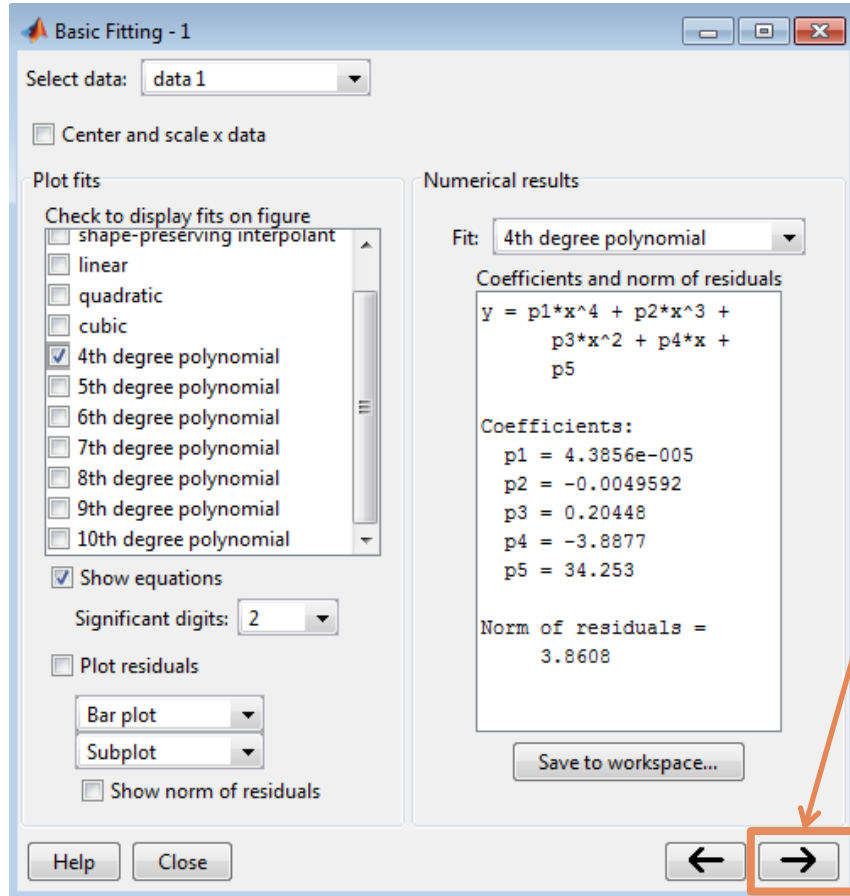 Basic Fitting - 1
Select data: data 1
Center and scale x data
Plot fits
Check to display fits on figure
shape-preserving interpolant
linear
quadratic
cubic
4th degree polynomial
5th degree polynomial
6th degree polynomial
7th degree polynomial
8th degree polynomial
9th degree polynomial
10th degree polynomial
Show equations
Significant digits: 2
Plot residuals
Bar plot
Subplot
Show norm of residuals
Numerical results
Fit: 4th degree polynomial
Coefficients and norm of residuals
y = p1*x^4 + p2*x^3 +
p3*x^2 + p4*x +
p5
Coefficients:
p1 = 4.3856e-005
p2 = -0.0049592
p3 = 0.20448
p4 = -3.8877
p5 = 34.253
Norm of residuals =
3.8608
Save to workspace...
Help Close